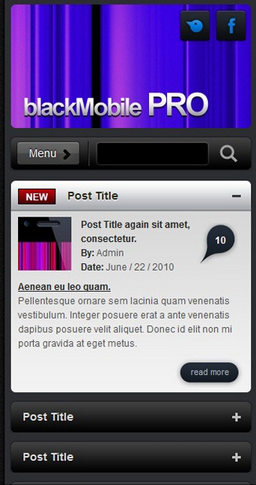 blackMobile PRO
Menu
NEW Post Title
Post Title again sit amet,
consectetur.
By: Admin
Date: June / 22 / 2010
10
Aenean eu leo quam.
Pellentesque ornare sem lacinia quam venenatis
vestibulum. Integer posuere erat a ante venenatis
dapibus posuere velit aliquet. Donec id elit non mi
porta gravida at eget metus.
read more
Post Title
Post Title